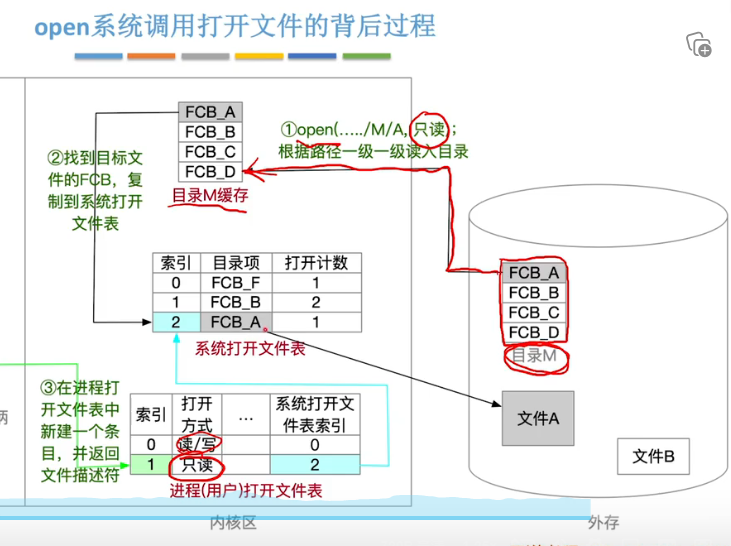 open系统调用打开文件的背后过程
FCB_A
FCB_B
FCB_C
FCB_D
目录M缓存
①open(…../M/A, 只读;
根据路径一级一级读入目录
②找到目标文
件的FCB，复
制到系统打开
文件表
索引 目录项 打开计数
0 FCB_F 1
1 FCB_B 2
2 FCB_A 1
系统打开文件表
FCB_A
FCB_B
FCB_C
FCB_D
目录M
文件A
文件B
③在进程打
开文件表中
新建一个条
目，并返回
文件描述符
柄
索引 打开方式 … 系统打开文件表索引
0 读/写 0
1 只读 2
进程(用户)打开文件表
内核区
外存